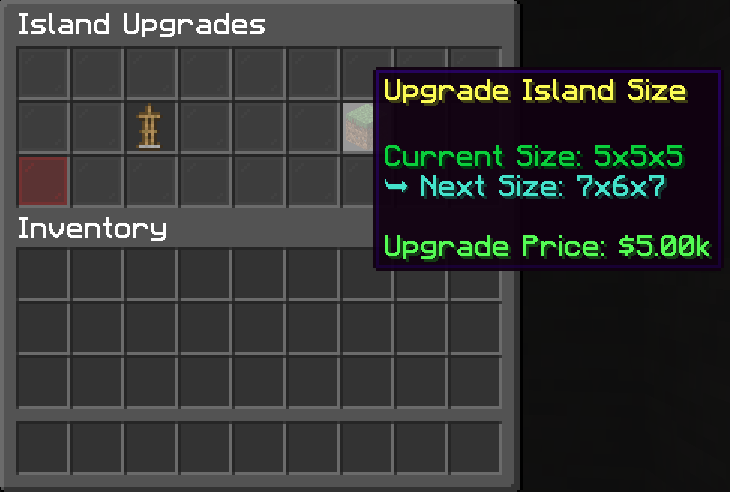 Island Upgrades
Upgrade Island Size
Current Size: 5x5x5
➥ Next Size: 7x6x7
Upgrade Price: $5.00k
Inventory